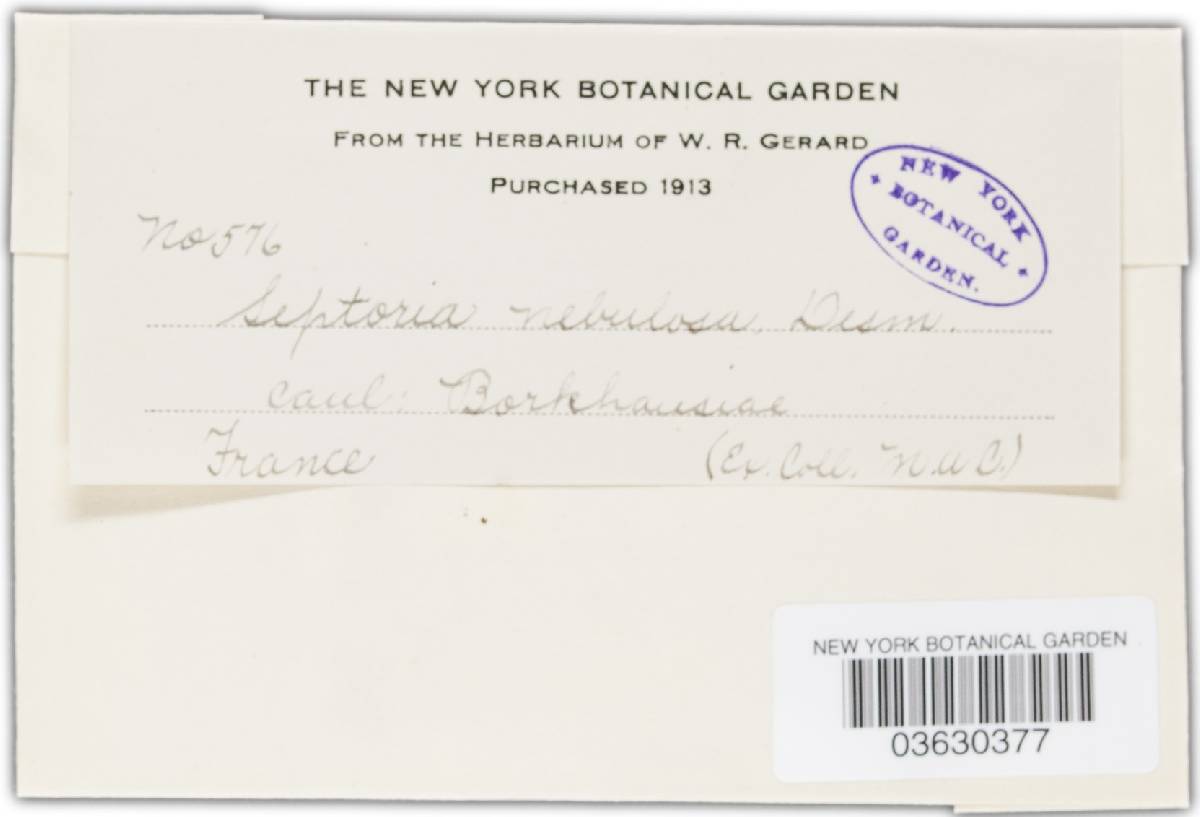 THE NEW YORK BOTANICAL GARDEN
FROM THE HERBARIUM OF W. R. GERARD
PURCHASED 1913
NEW YORK
BOTANICAL
GARDEN.
No 576
Septoria nebulosa, Desm.
caul: Borkhausiae
France (Ex. Coll. M.A.C.)
NEW YORK BOTANICAL GARDEN
03630377